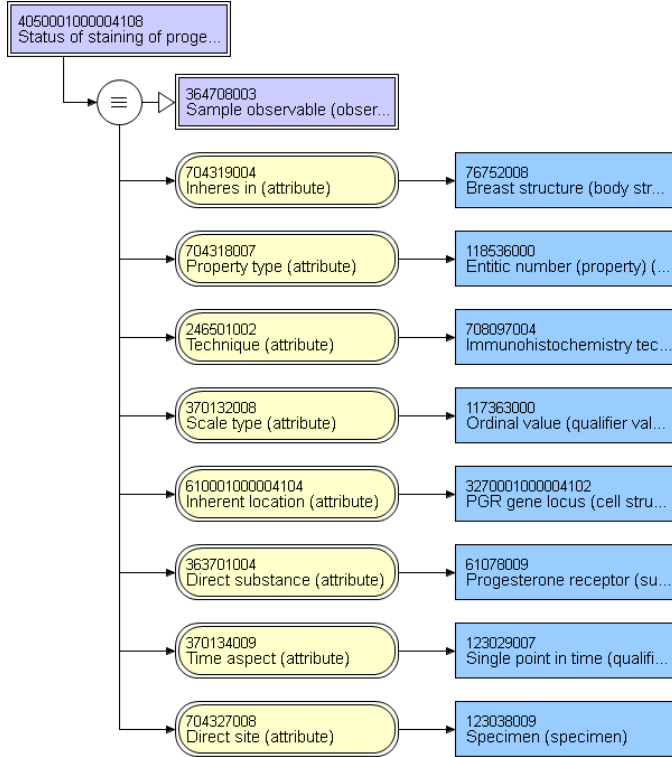 4050001000004108
Status of staining of proge...
≡
364708003
Sample observable (obser...
704319004
Inheres in (attribute)
76752008
Breast structure (body str...
704318007
Property type (attribute)
118536000
Entitic number (property) (...
246501002
Technique (attribute)
708097004
Immunohistochemistry tec...
370132008
Scale type (attribute)
117363000
Ordinal value (qualifier val...
610001000004104
Inherent location (attribute)
3270001000004102
PGR gene locus (cell stru...
363701004
Direct substance (attribute)
61078009
Progesterone receptor (su...
370134009
Time aspect (attribute)
123029007
Single point in time (qualifi...
704327008
Direct site (attribute)
123038009
Specimen (specimen)